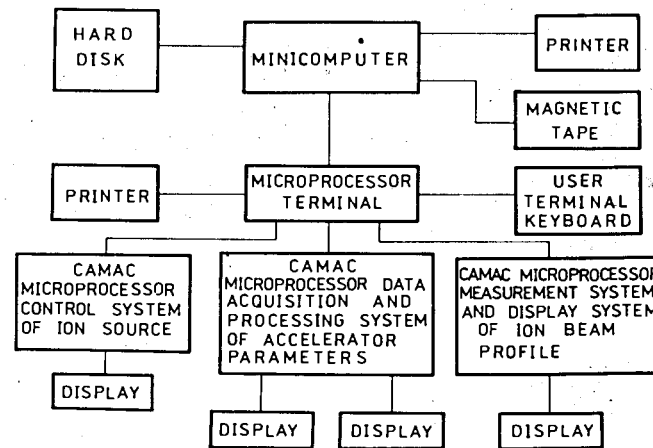 HARD
DISK
MINICOMPUTER
PRINTER
MAGNETIC
TAPE
PRINTER
MICROPROCESSOR
TERMINAL
USER
TERMINAL
KEYBOARD
CAMAC
MICROPROCESSOR
CONTROL SYSTEM
OF ION SOURCE
CAMAC
MICROPROCESSOR DATA
ACQUISITION AND
PROCESSING SYSTEM
OF ACCELERATOR
PARAMETERS
CAMAC MICROPROCESSOR
MEASUREMENT SYSTEM
AND DISPLAY SYSTEM
OF ION BEAM
PROFILE
DISPLAY
DISPLAY
DISPLAY
DISPLAY